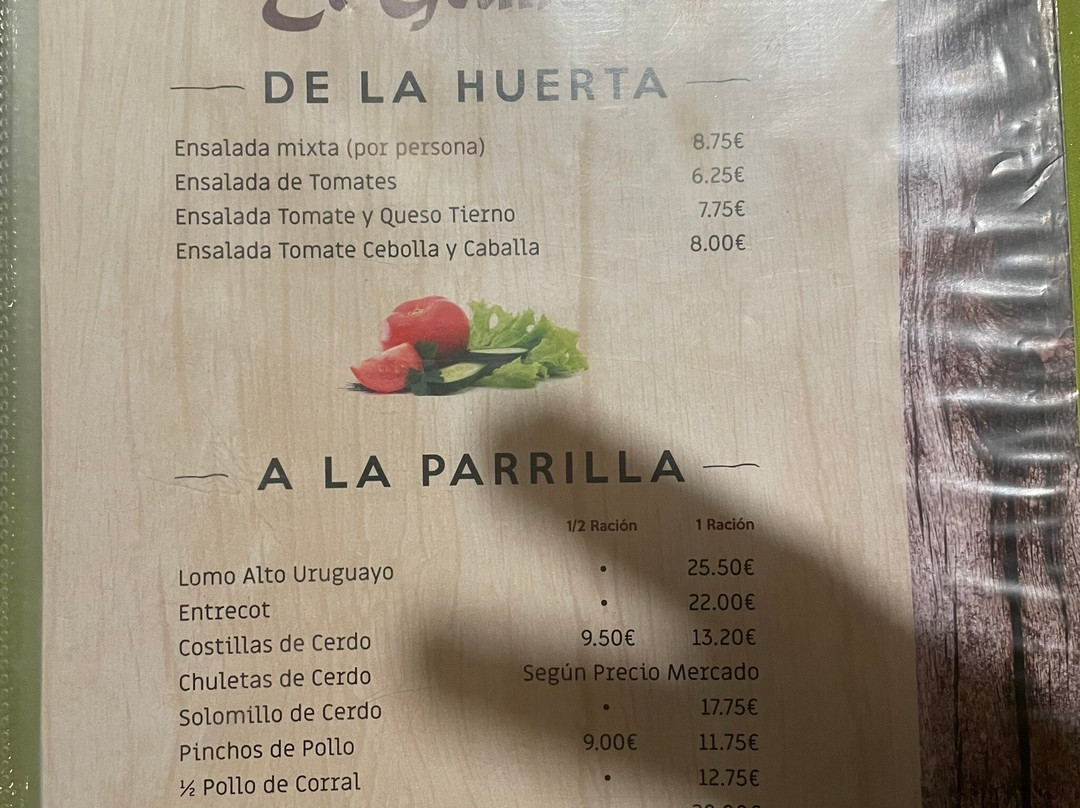 El
DE LA HUERTA
Ensalada mixta (por persona) 8.75€
Ensalada de Tomates 6.25€
Ensalada Tomate y Queso Tierno 7.75€
Ensalada Tomate Cebolla y Caballa 8.00€
A LA PARRILLA
1/2 Ración 1 Ración
Lomo Alto Uruguayo • 25.50€
Entrecot • 22.00€
Costillas de Cerdo 9.50€ 13.20€
Chuletas de Cerdo Según Precio Mercado
Solomillo de Cerdo • 17.75€
Pinchos de Pollo 9.00€ 11.75€
½ Pollo de Corral • 12.75€